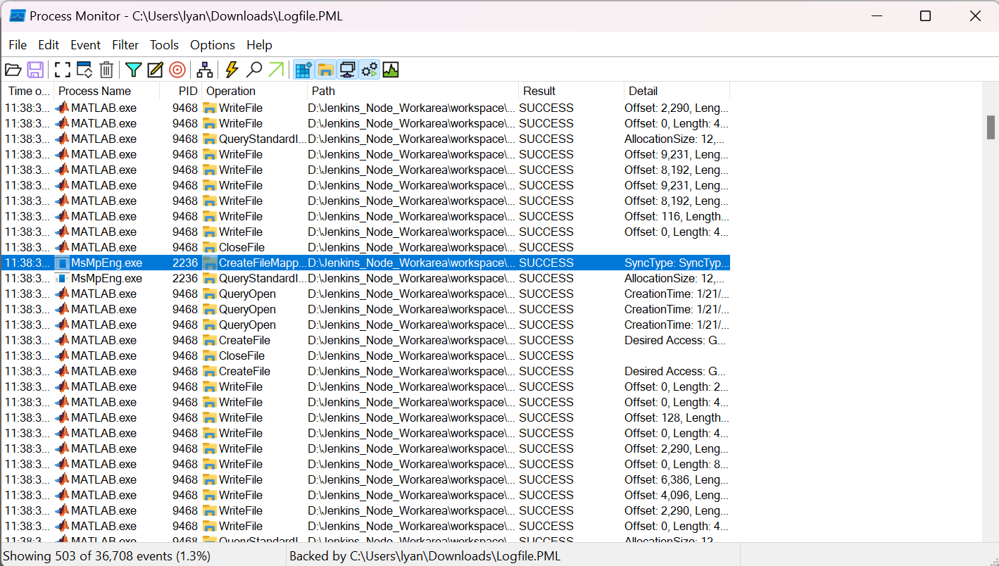 Process Monitor - C:\Users\lyan\Downloads\Logfile.PML
File Edit Event Filter Tools Options Help
Time o... Process Name PID Operation Path Result Detail
11:38:3... MATLAB.exe 9468 WriteFile D:\Jenkins_Node_Workarea\workspace\... SUCCESS Offset: 2,290, Leng...
11:38:3... MATLAB.exe 9468 WriteFile D:\Jenkins_Node_Workarea\workspace\... SUCCESS Offset: 0, Length: 4...
11:38:3... MATLAB.exe 9468 QueryStandardI... D:\Jenkins_Node_Workarea\workspace\... SUCCESS AllocationSize: 12,...
11:38:3... MATLAB.exe 9468 WriteFile D:\Jenkins_Node_Workarea\workspace\... SUCCESS Offset: 9,231, Leng...
11:38:3... MATLAB.exe 9468 WriteFile D:\Jenkins_Node_Workarea\workspace\... SUCCESS Offset: 8,192, Leng...
11:38:3... MATLAB.exe 9468 WriteFile D:\Jenkins_Node_Workarea\workspace\... SUCCESS Offset: 9,231, Leng...
11:38:3... MATLAB.exe 9468 WriteFile D:\Jenkins_Node_Workarea\workspace\... SUCCESS Offset: 8,192, Leng...
11:38:3... MATLAB.exe 9468 WriteFile D:\Jenkins_Node_Workarea\workspace\... SUCCESS Offset: 116, Length...
11:38:3... MATLAB.exe 9468 WriteFile D:\Jenkins_Node_Workarea\workspace\... SUCCESS Offset: 0, Length: 4...
11:38:3... MATLAB.exe 9468 CloseFile D:\Jenkins_Node_Workarea\workspace\... SUCCESS
11:38:3... MsMpEng.exe 2236 CreateFileMapp... D:\Jenkins_Node_Workarea\workspace\... SUCCESS SyncType: SyncTyp...
11:38:3... MsMpEng.exe 2236 QueryStandardI... D:\Jenkins_Node_Workarea\workspace\... SUCCESS AllocationSize: 12,...
11:38:3... MATLAB.exe 9468 QueryOpen D:\Jenkins_Node_Workarea\workspace\... SUCCESS CreationTime: 1/21/...
11:38:3... MATLAB.exe 9468 QueryOpen D:\Jenkins_Node_Workarea\workspace\... SUCCESS CreationTime: 1/21/...
11:38:3... MATLAB.exe 9468 QueryOpen D:\Jenkins_Node_Workarea\workspace\... SUCCESS CreationTime: 1/21/...
11:38:3... MATLAB.exe 9468 CreateFile D:\Jenkins_Node_Workarea\workspace\... SUCCESS Desired Access: G...
11:38:3... MATLAB.exe 9468 CloseFile D:\Jenkins_Node_Workarea\workspace\... SUCCESS
11:38:3... MATLAB.exe 9468 CreateFile D:\Jenkins_Node_Workarea\workspace\... SUCCESS Desired Access: G...
11:38:3... MATLAB.exe 9468 WriteFile D:\Jenkins_Node_Workarea\workspace\... SUCCESS Offset: 0, Length: 2...
11:38:3... MATLAB.exe 9468 WriteFile D:\Jenkins_Node_Workarea\workspace\... SUCCESS Offset: 0, Length: 4...
11:38:3... MATLAB.exe 9468 WriteFile D:\Jenkins_Node_Workarea\workspace\... SUCCESS Offset: 128, Length...
11:38:3... MATLAB.exe 9468 WriteFile D:\Jenkins_Node_Workarea\workspace\... SUCCESS Offset: 0, Length: 4...
11:38:3... MATLAB.exe 9468 WriteFile D:\Jenkins_Node_Workarea\workspace\... SUCCESS Offset: 2,290, Leng...
11:38:3... MATLAB.exe 9468 WriteFile D:\Jenkins_Node_Workarea\workspace\... SUCCESS Offset: 0, Length: 8...
11:38:3... MATLAB.exe 9468 WriteFile D:\Jenkins_Node_Workarea\workspace\... SUCCESS Offset: 6,386, Leng...
11:38:3... MATLAB.exe 9468 WriteFile D:\Jenkins_Node_Workarea\workspace\... SUCCESS Offset: 4,096, Leng...
11:38:3... MATLAB.exe 9468 WriteFile D:\Jenkins_Node_Workarea\workspace\... SUCCESS Offset: 2,290, Leng...
11:38:3... MATLAB.exe 9468 WriteFile D:\Jenkins_Node_Workarea\workspace\... SUCCESS Offset: 0, Length: 4...
11:38:3... MATLAB.exe 9468 QueryStandardI... D:\Jenkins_Node_Workarea\workspace\... SUCCESS AllocationSize: 12,...
Showing 503 of 36,708 events (1.3%) Backed by C:\Users\lyan\Downloads\Logfile.PML